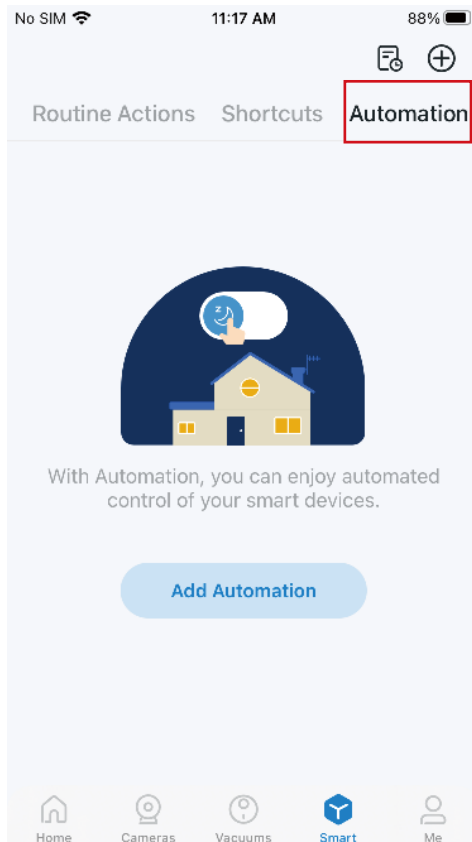 No SIM 11:17 AM 88%
Routine Actions Shortcuts Automation
z
With Automation, you can enjoy automated
control of your smart devices.
Add Automation
Home Cameras Vacuums Smart Me